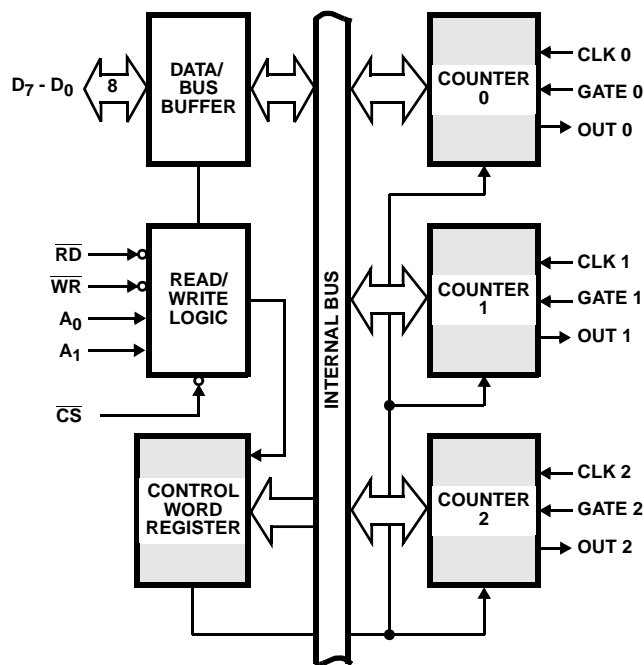 D7 - D0
8
DATA/
BUS
BUFFER
RD
WR
A0
A1
CS
READ/
WRITE
LOGIC
CONTROL
WORD
REGISTER
INTERNAL BUS
COUNTER
0
CLK 0
GATE 0
OUT 0
COUNTER
1
CLK 1
GATE 1
OUT 1
COUNTER
2
CLK 2
GATE 2
OUT 2